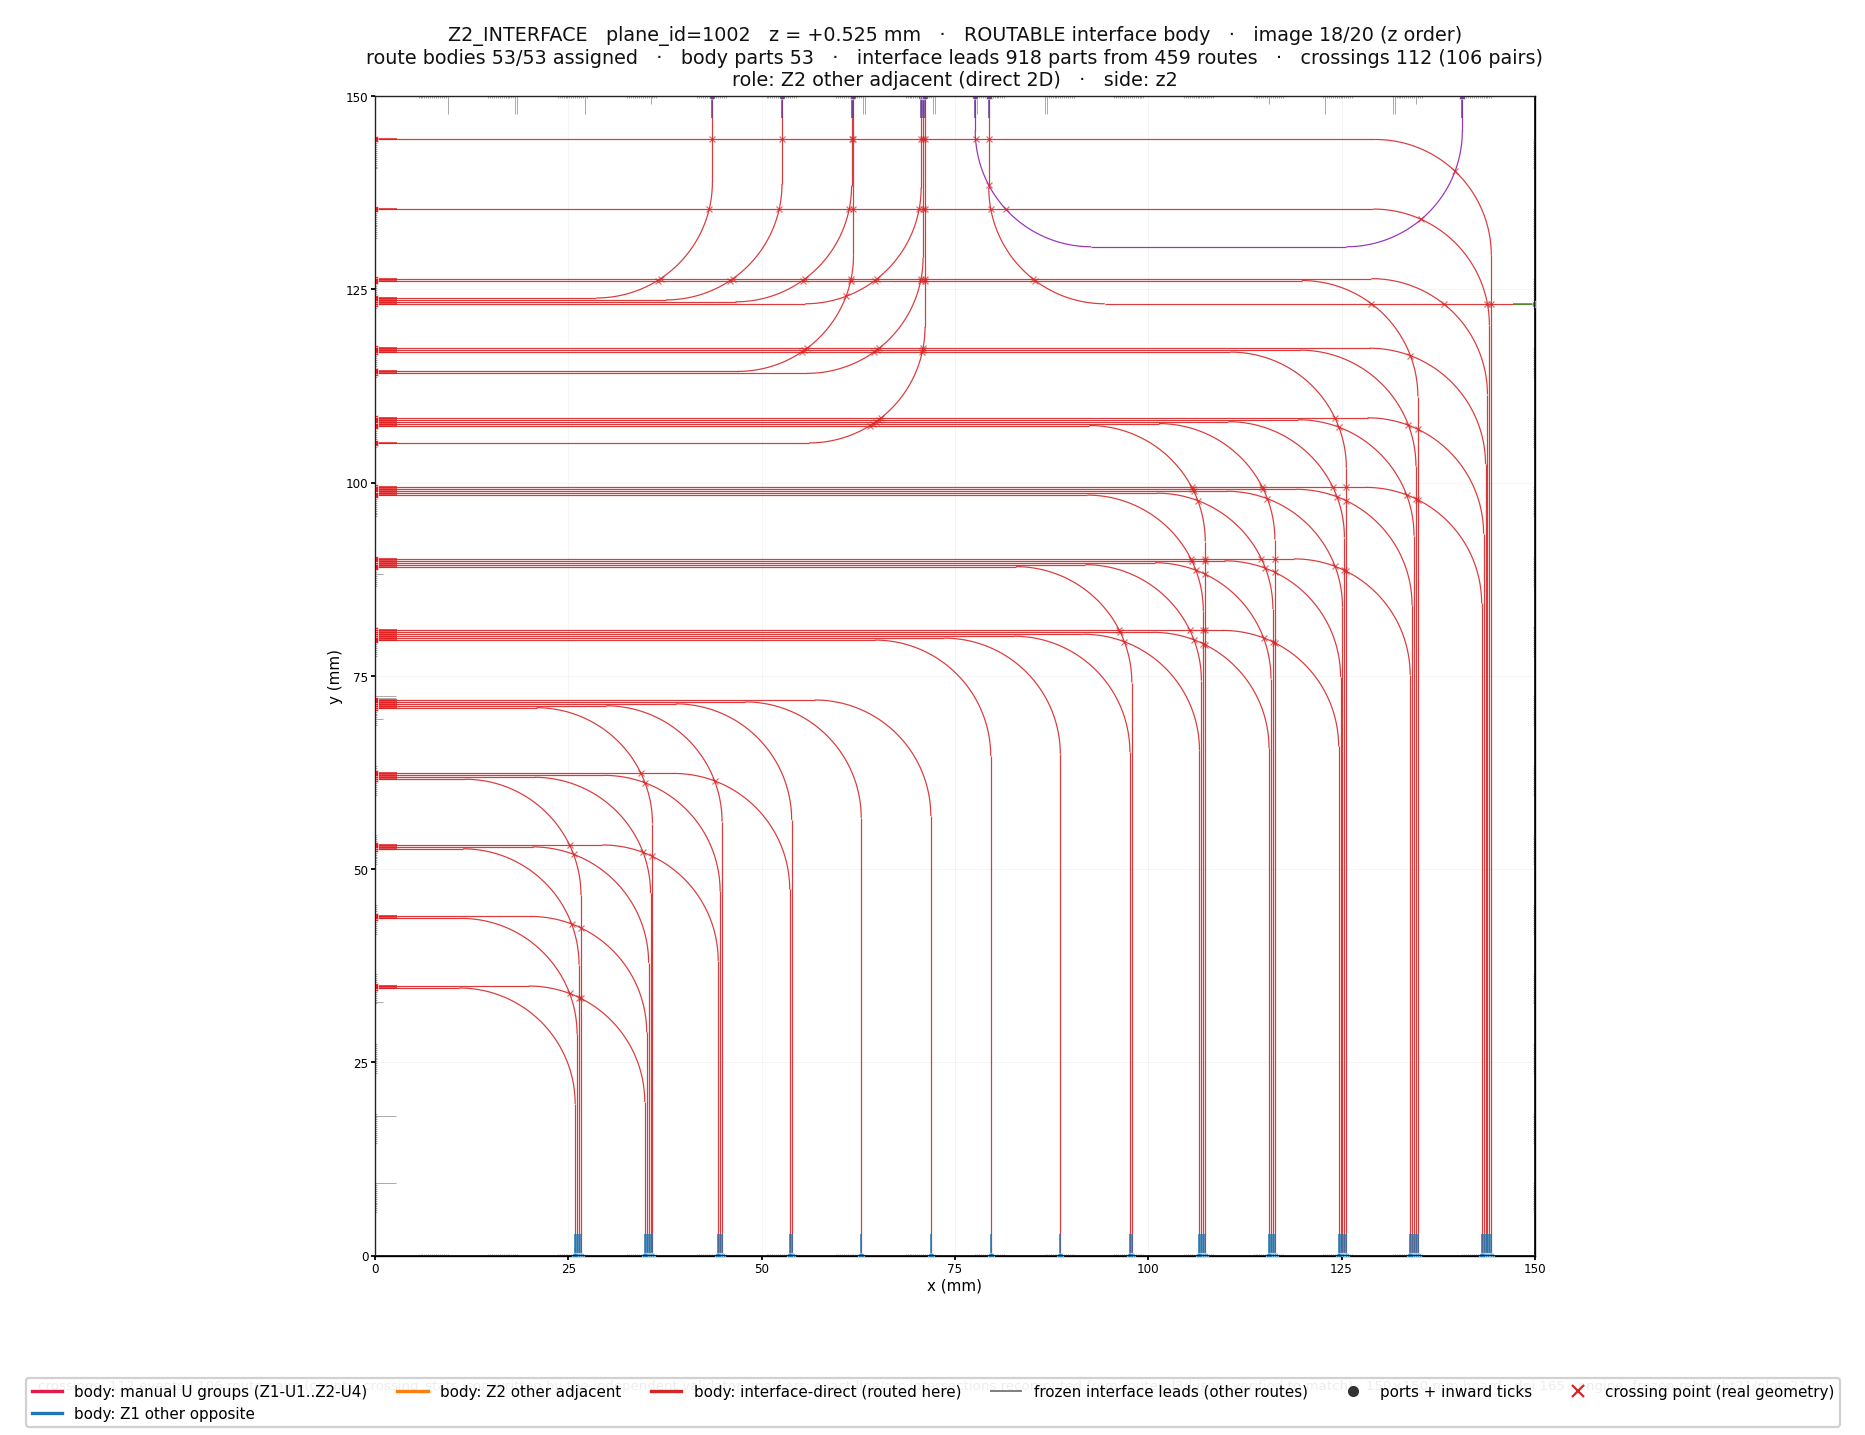 Z2_INTERFACE   plane_id=1002   z = +0.525 mm   ·   ROUTABLE interface body   ·   image 18/20 (z order)
route bodies 53/53 assigned   ·   body parts 53   ·   interface leads 918 parts from 459 routes   ·   crossings 112 (106 pairs)
role: Z2 other adjacent (direct 2D)   ·   side: z2
150
125
100
75
50
25
0
y (mm)
0 25 50 75 100 125 150
x (mm)
body: manual U groups (Z1-U1..Z2-U4)
body: Z1 other opposite
body: Z2 other adjacent
body: interface-direct (routed here)
frozen interface leads (other routes)
ports + inward ticks
crossing point (real geometry)